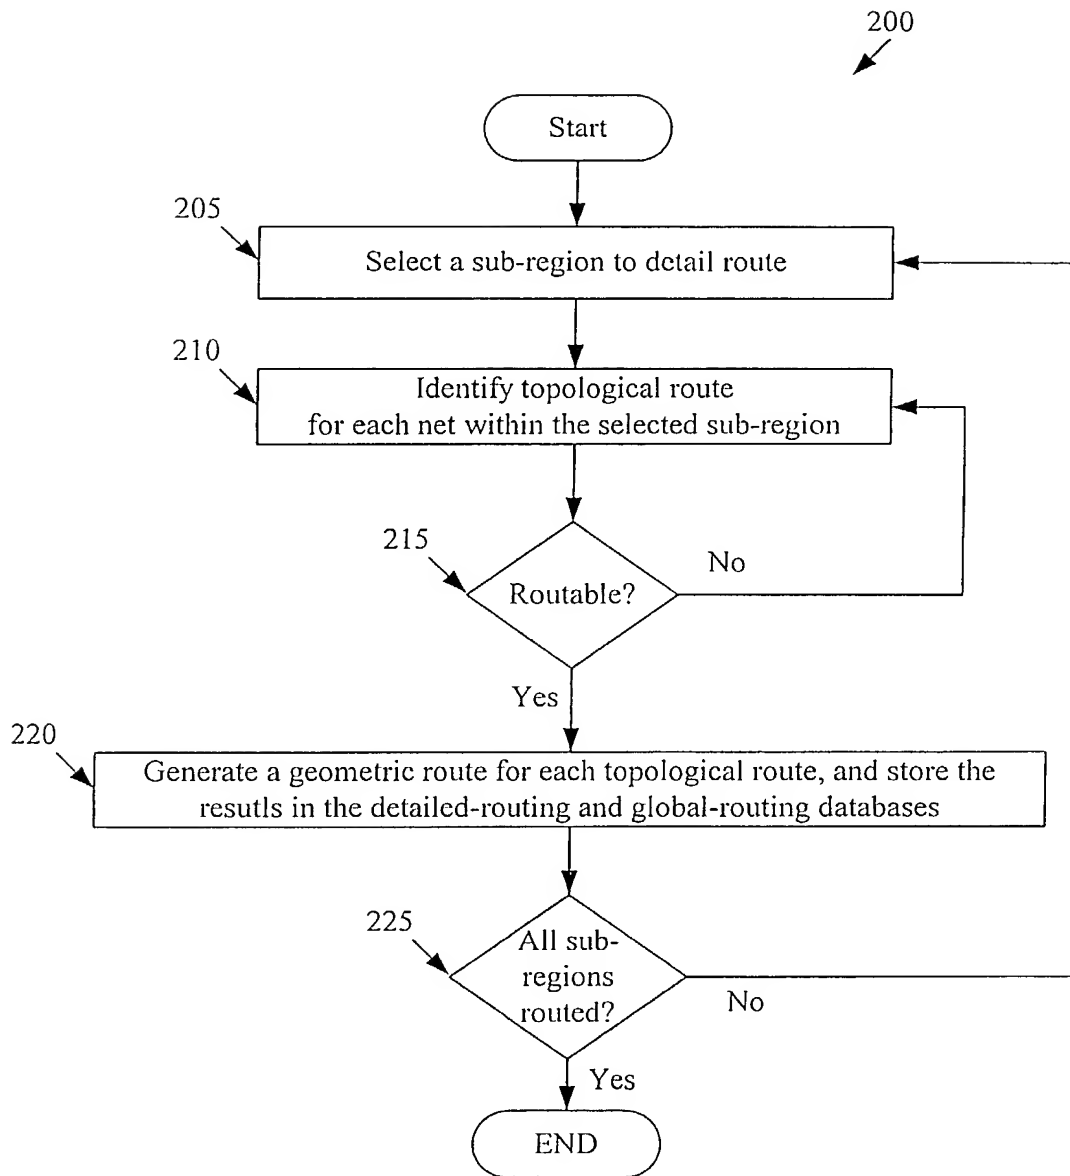 200
Start
205
Select a sub-region to detail route
210
Identify topological route
for each net within the selected sub-region
215
Routable?
No
Yes
220
Generate a geometric route for each topological route, and store the
resutls in the detailed-routing and global-routing databases
225
All sub-
regions
routed?
No
Yes
END